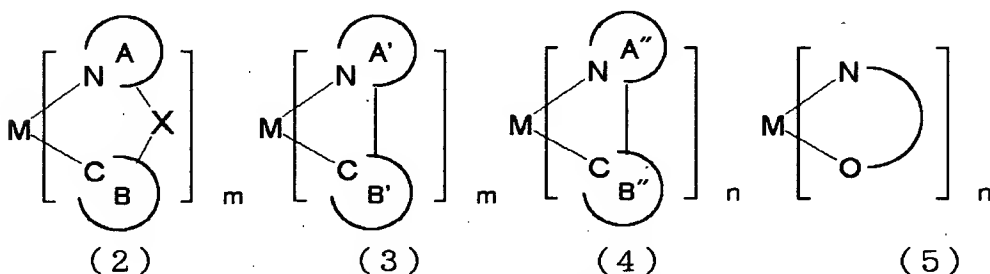 A A' A″ N
N N N
M X M M M
C C C O
B B' B″
m m n n
(2) (3) (4) (5)